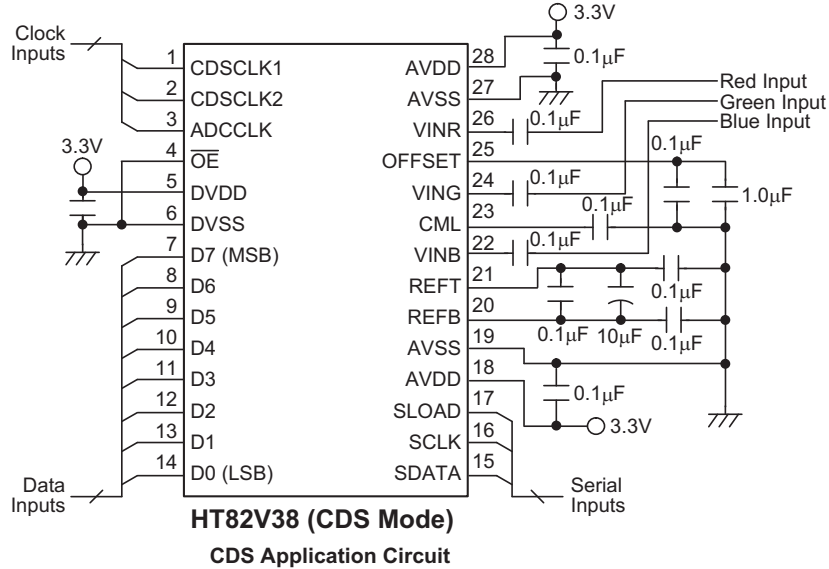 3.3V
Clock
Inputs
1
CDSCLK1
2
CDSCLK2
3
ADCCLK
3.3V
4
OE
5
DVDD
6
DVSS
7
D7 (MSB)
8
D6
9
D5
10
D4
11
D3
12
D2
13
D1
14
D0 (LSB)
Data
Inputs
AVDD
28
0.1µF
AVSS
27
VINR
26
0.1µF
Red Input
Green Input
Blue Input
OFFSET
25
0.1µF
VING
24
0.1µF
1.0µF
CML
23
0.1µF
VINB
22
0.1µF
REFT
21
0.1µF
REFB
20
0.1µF
10µF
0.1µF
AVSS
19
AVDD
18
0.1µF
SLOAD
17
3.3V
SCLK
16
SDATA
15
Serial
Inputs
HT82V38 (CDS Mode)
CDS Application Circuit